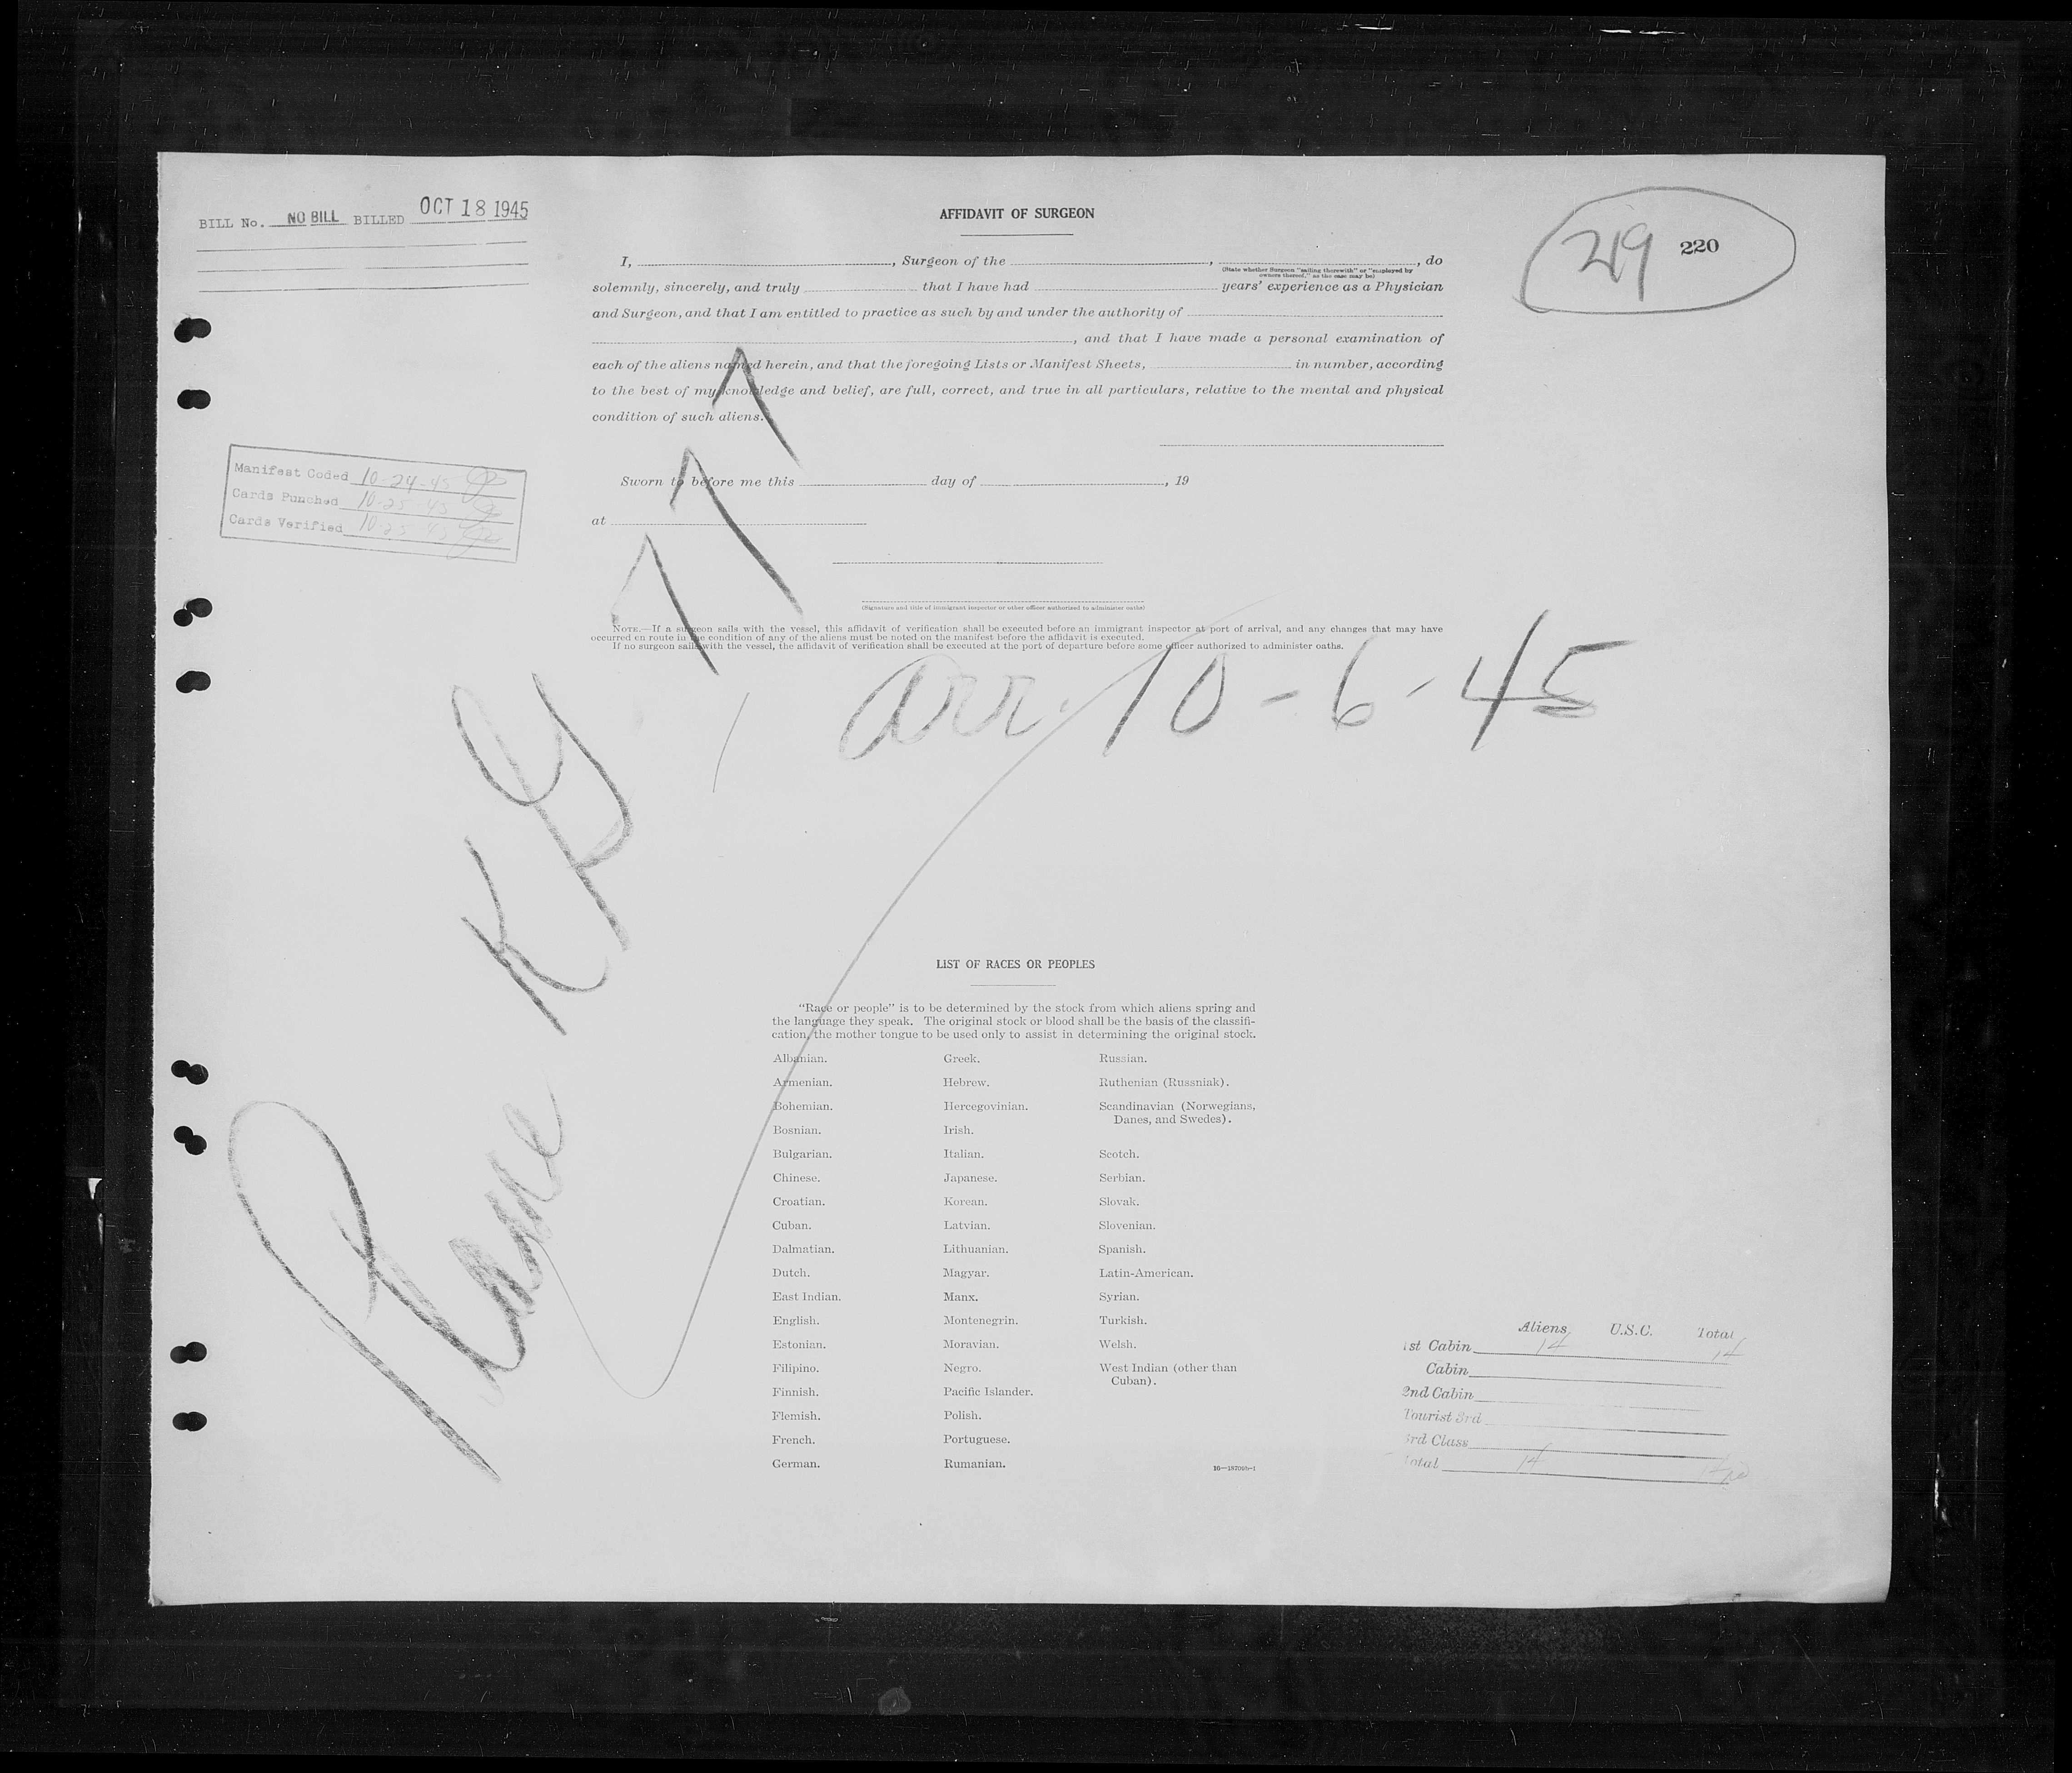 BILL No. NO BILL BILLED OCT 18 1945
AFFIDAVIT OF SURGEON
219 220
I, , Surgeon of the , , do
(State whether Surgeon "sailing therewith" or "employed by
owners thereof," as the case may be)
solemnly, sincerely, and truly that I have had years' experience as a Physician
and Surgeon, and that I am entitled to practice as such by and under the authority of
, and that I have made a personal examination of
each of the aliens named herein, and that the foregoing Lists or Manifest Sheets, in number, according
to the best of my knowledge and belief, are full, correct, and true in all particulars, relative to the mental and physical
condition of such aliens.
Manifest Coded 10-24-45
Cards Punched 10-25-45
Cards Verified 10-25-45
Sworn to before me this day of , 19
at
(Signature and title of immigrant inspector or other officer authorized to administer oaths)
NOTE.—If a surgeon sails with the vessel, this affidavit of verification shall be executed before an immigrant inspector at port of arrival, and any changes that may have
occurred en route in the condition of any of the aliens must be noted on the manifest before the affidavit is executed.
If no surgeon sails with the vessel, the affidavit of verification shall be executed at the port of departure before some officer authorized to administer oaths.
Plane KG 777
arr. 10-6-45
LIST OF RACES OR PEOPLES
"Race or people" is to be determined by the stock from which aliens spring and
the language they speak. The original stock or blood shall be the basis of the classifi-
cation, the mother tongue to be used only to assist in determining the original stock.
Albanian.
Armenian.
Bohemian.
Bosnian.
Bulgarian.
Chinese.
Croatian.
Cuban.
Dalmatian.
Dutch.
East Indian.
English.
Estonian.
Filipino.
Finnish.
Flemish.
French.
German.
Greek.
Hebrew.
Hercegovinian.
Irish.
Italian.
Japanese.
Korean.
Latvian.
Lithuanian.
Magyar.
Manx.
Montenegrin.
Moravian.
Negro.
Pacific Islander.
Polish.
Portuguese.
Rumanian.
Russian.
Ruthenian (Russniak).
Scandinavian (Norwegians,
Danes, and Swedes).
Scotch.
Serbian.
Slovak.
Slovenian.
Spanish.
Latin-American.
Syrian.
Turkish.
Welsh.
West Indian (other than
Cuban).
Aliens U.S.C. Total
1st Cabin 14 14
Cabin
2nd Cabin
Tourist 3rd
3rd Class
Total 14 14